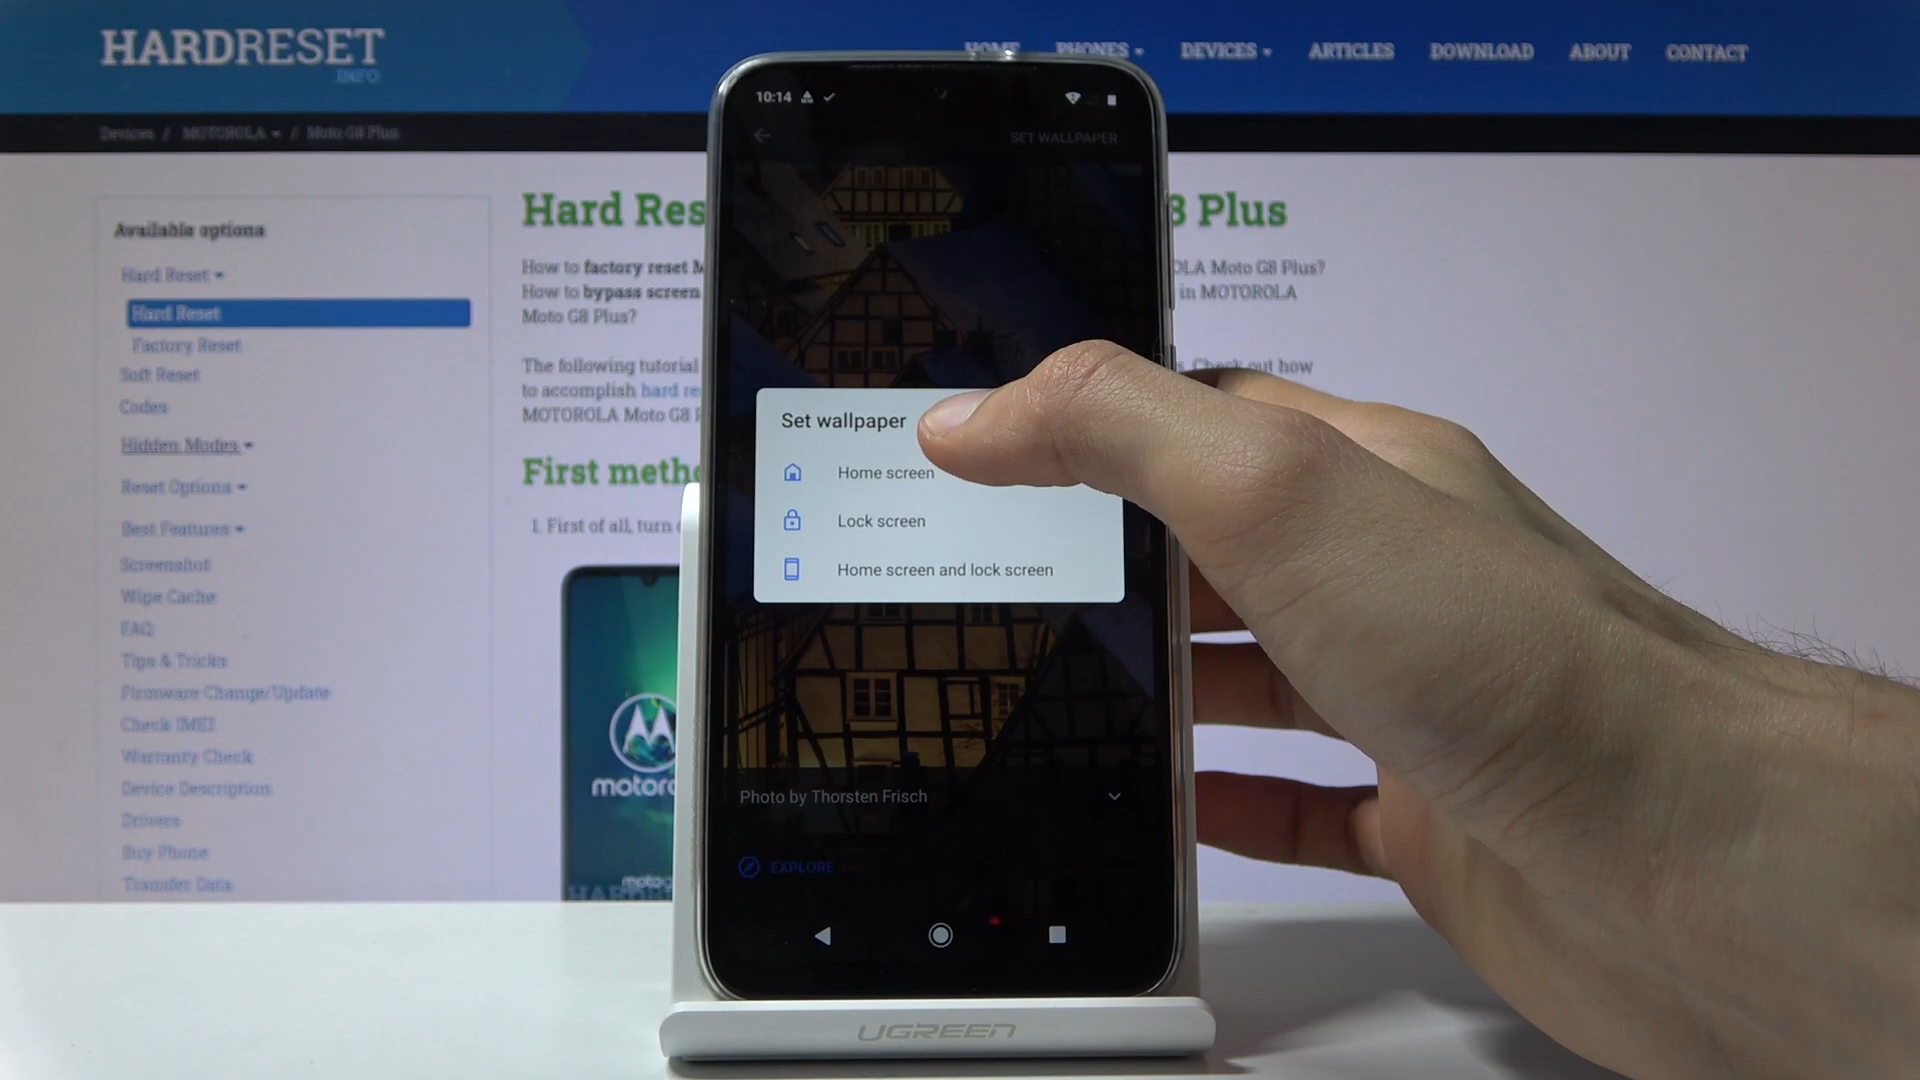 HARDRESET
INFO
HOME PHONES DEVICES ARTICLES DOWNLOAD ABOUT CONTACT
Devices / MOTOROLA / Moto G8 Plus
Available options
Hard Reset
Hard Reset
Factory Reset
Soft Reset
Codes
Hidden Modes
Reset Options
Best Features
Screenshot
Wipe Cache
FAQ
Tips & Tricks
Firmware Change/Update
Check IMEI
Warranty Check
Device Description
Drivers
Buy Phone
Transfer Data
Hard Res
8 Plus
How to factory reset M
OLA Moto G8 Plus?
How to bypass screen
in MOTOROLA
Moto G8 Plus?
The following tutorial
s. Check out how
to accomplish hard re
MOTOROLA Moto G8 P
First meth
1. First of all, turn
motoro
10:14
SET WALLPAPER
Set wallpaper
Home screen
Lock screen
Home screen and lock screen
Photo by Thorsten Frisch
EXPLORE
UGREEN